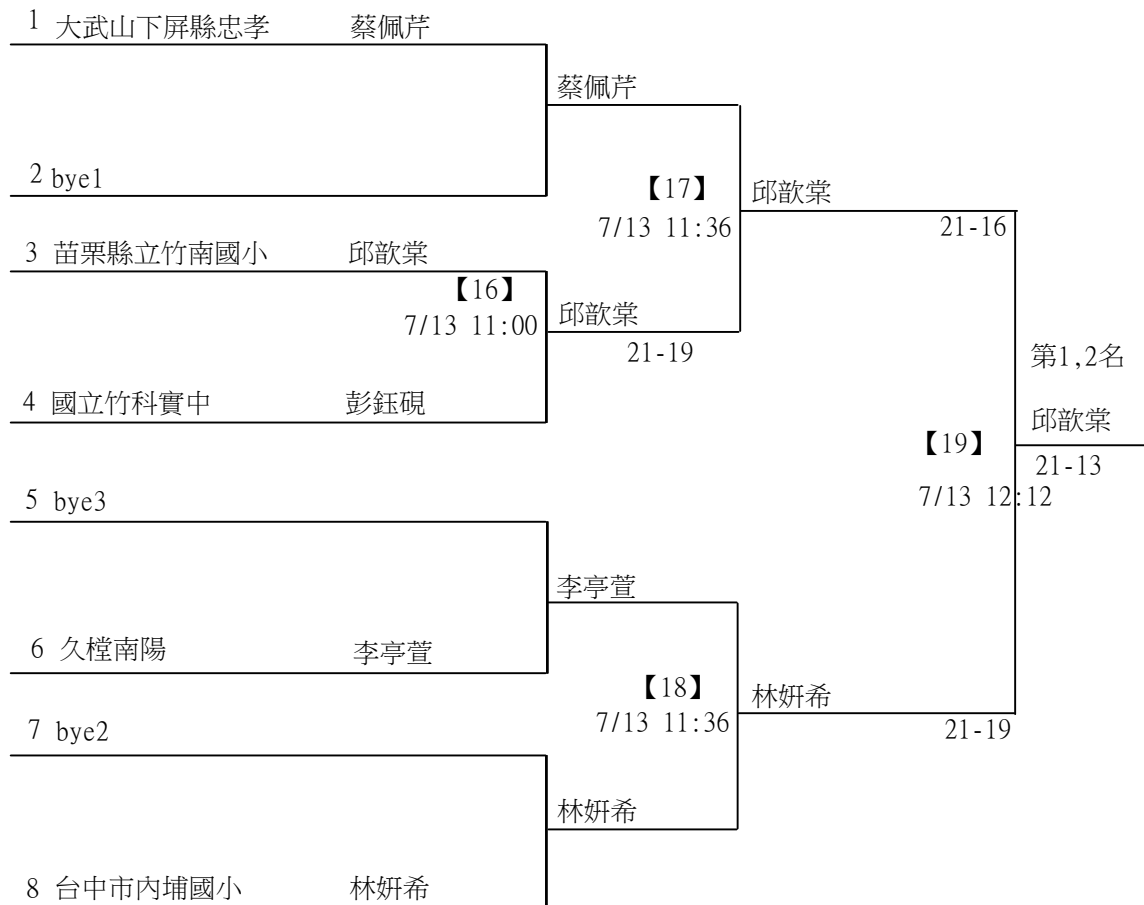 1 大武山下屏縣忠孝 蔡佩芹
蔡佩芹
2 bye1
【17】
邱歆棠
7/13 11:36
21-16
3 苗栗縣立竹南國小 邱歆棠
【16】
邱歆棠
7/13 11:00
21-19
第1,2名
4 國立竹科實中 彭鈺硯
邱歆棠
【19】
21-13
7/13 12:12
5 bye3
李亭萱
6 久樘南陽 李亭萱
【18】
林妍希
7/13 11:36
21-19
7 bye2
林妍希
8 台中市內埔國小 林妍希